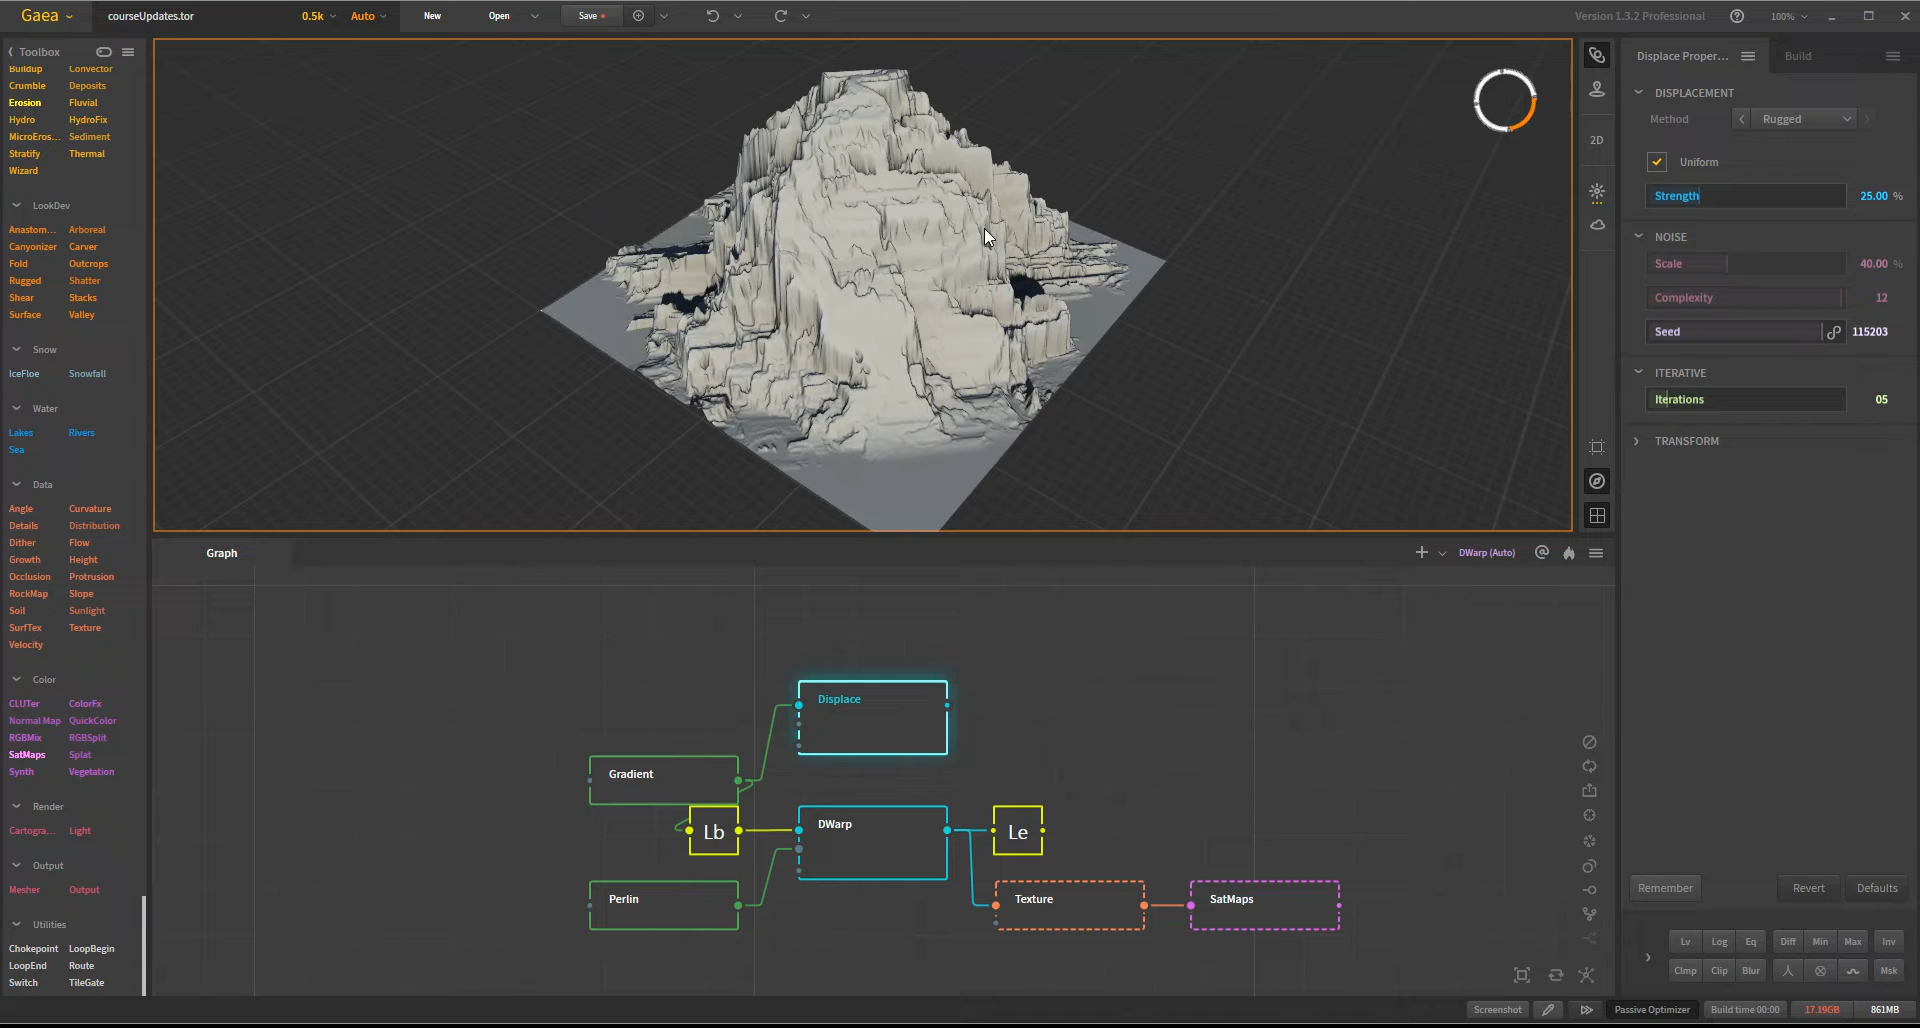 Gaea
courseUpdates.tor
0.5k
Auto
New
Open
Save
Version 1.3.2 Professional
100%
Toolbox
Buildup Convector
Crumble Deposits
Erosion Fluvial
Hydro HydroFix
MicroEros... Sediment
Stratify Thermal
Wizard
LookDev
Anastom... Arboreal
Canyonizer Carver
Fold Outcrops
Rugged Shatter
Shear Stacks
Surface Valley
Snow
IceFloe Snowfall
Water
Lakes Rivers
Sea
Data
Angle Curvature
Details Distribution
Dither Flow
Growth Height
Occlusion Protrusion
RockMap Slope
Soil Sunlight
SurfTex Texture
Velocity
Color
CLUTer ColorFx
Normal Map QuickColor
RGBMix RGBSplit
SatMaps Splat
Synth Vegetation
Render
Cartogra... Light
Output
Mesher Output
Utilities
Chokepoint LoopBegin
LoopEnd Route
Switch TileGate
2D
Displace Proper...
Build
DISPLACEMENT
Method Rugged
Uniform
Strength 25.00 %
NOISE
Scale 40.00 %
Complexity 12
Seed 115203
ITERATIVE
Iterations 05
TRANSFORM
Graph
DWarp (Auto)
Displace
Gradient
Lb
DWarp
Le
Perlin
Texture
SatMaps
Remember
Revert
Defaults
Lv Log Eq Diff Min Max Inv
Clmp Clip Blur Msk
Screenshot
Passive Optimizer
Build time 00:00
17.19GB
861MB